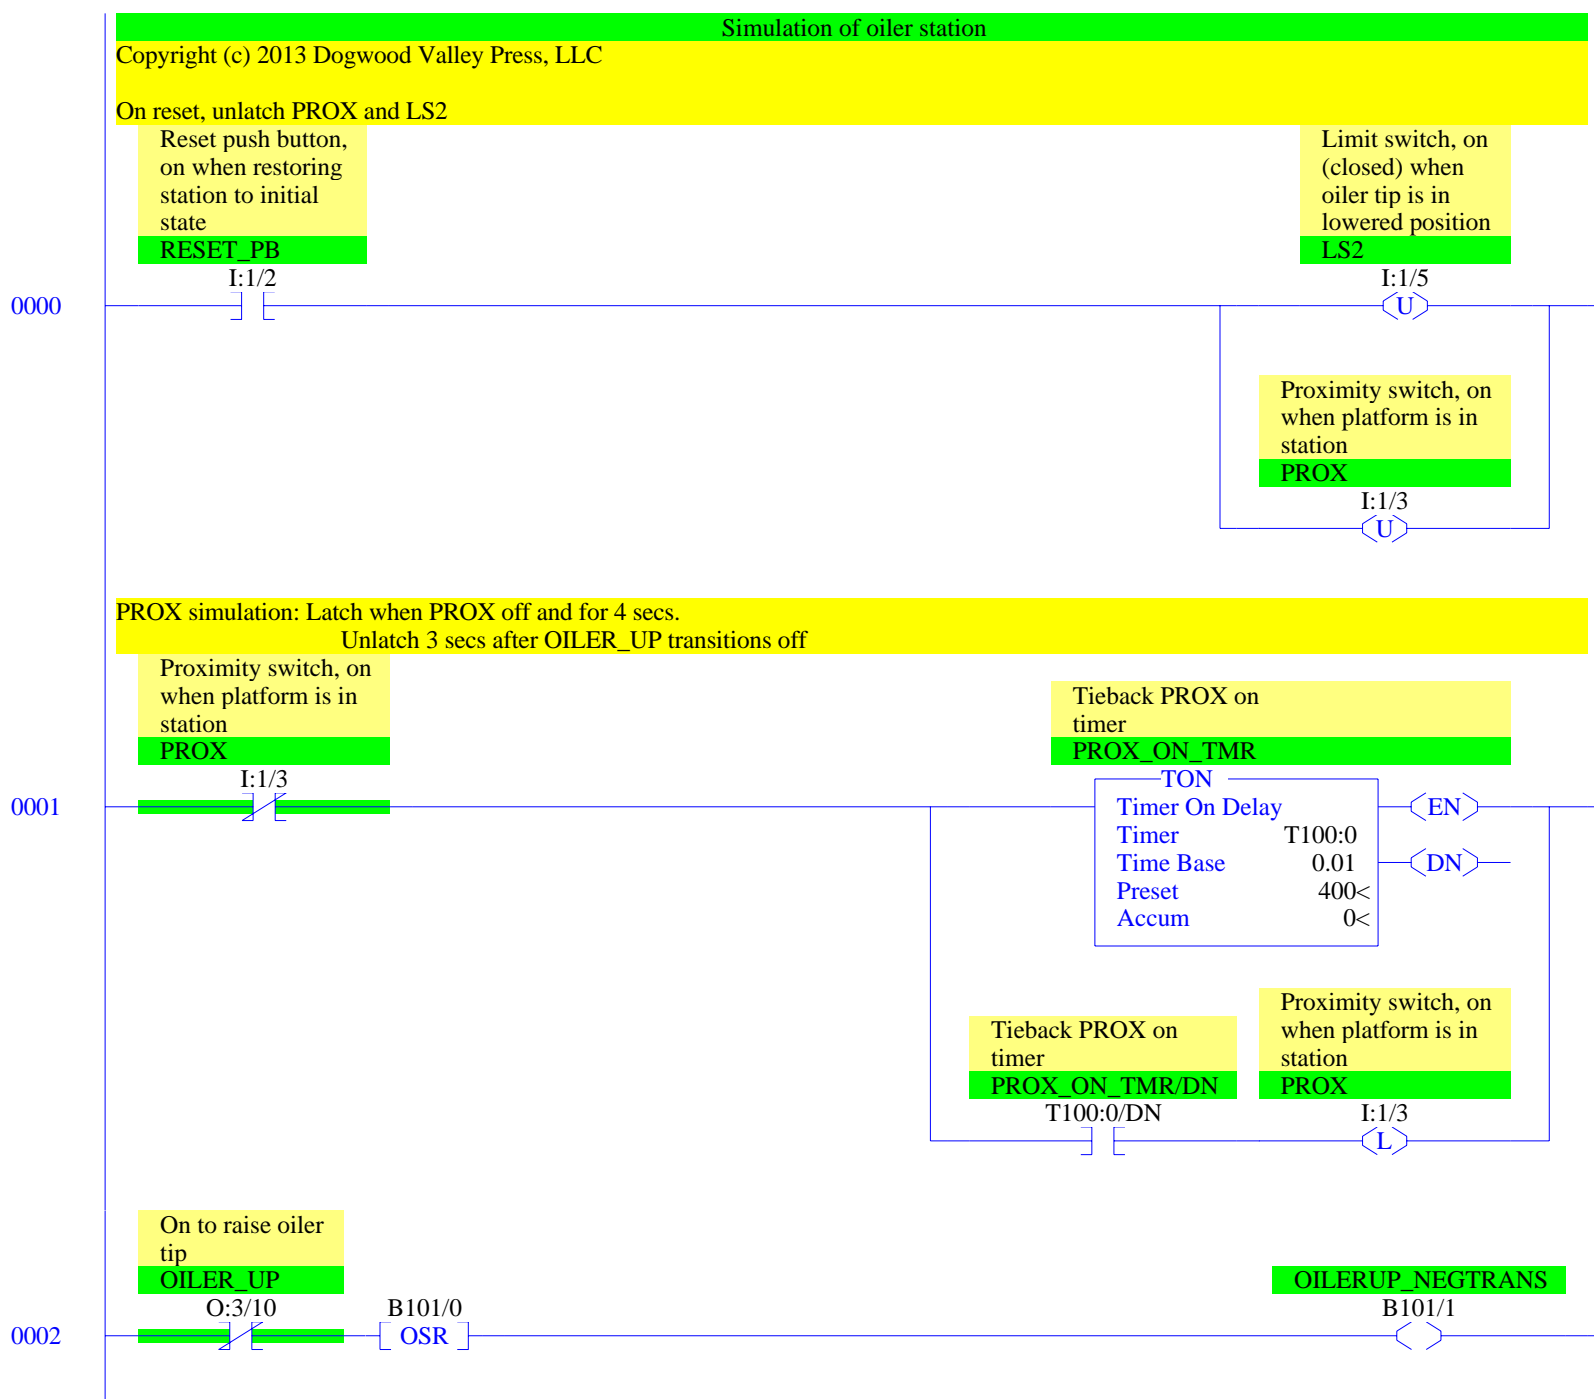 Simulation of oiler station
Copyright (c) 2013 Dogwood Valley Press, LLC
On reset, unlatch PROX and LS2
Reset push button,
on when restoring
station to initial
state
RESET_PB
I:1/2
Limit switch, on
(closed) when
oiler tip is in
lowered position
LS2
I:1/5
0000
U
Proximity switch, on
when platform is in
station
PROX
I:1/3
U
PROX simulation: Latch when PROX off and for 4 secs.
Unlatch 3 secs after OILER_UP transitions off
Proximity switch, on
when platform is in
station
PROX
I:1/3
Tieback PROX on
timer
PROX_ON_TMR
0001
TON
Timer On Delay
Timer T100:0
Time Base 0.01
Preset 400<
Accum 0<
EN
DN
Tieback PROX on
timer
PROX_ON_TMR/DN
T100:0/DN
Proximity switch, on
when platform is in
station
PROX
I:1/3
L
On to raise oiler
tip
OILER_UP
O:3/10
B101/0
OILERUP_NEGTRANS
B101/1
0002
OSR